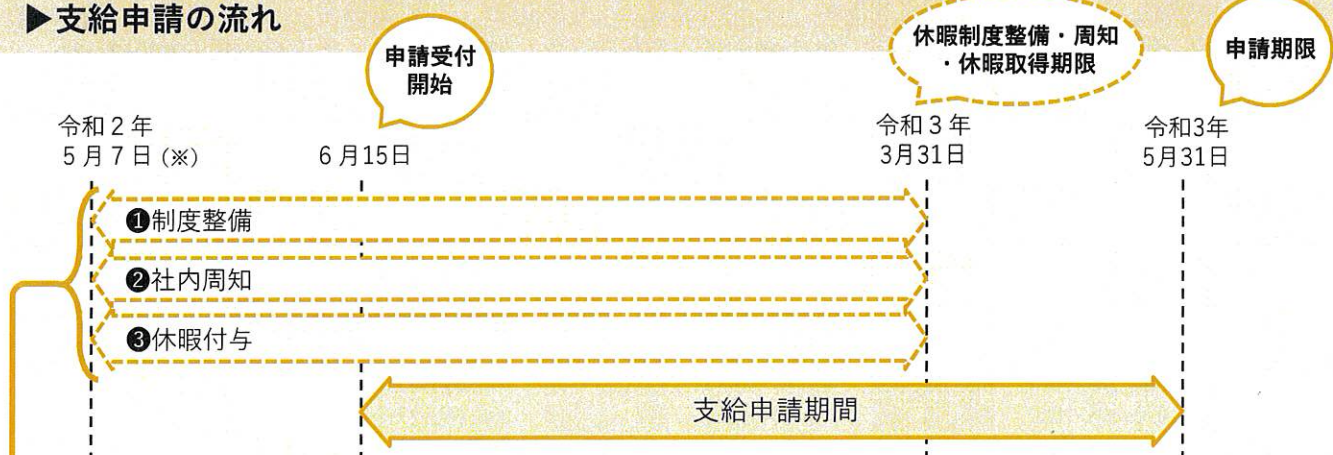 ▶支給申請の流れ
申請受付
開始
休暇制度整備・周知
・休暇取得期限
申請期限
令和2年
5月7日(※)
6月15日
令和3年
3月31日
令和3年
5月31日
❶制度整備
❷社内周知
❸休暇付与
支給申請期間